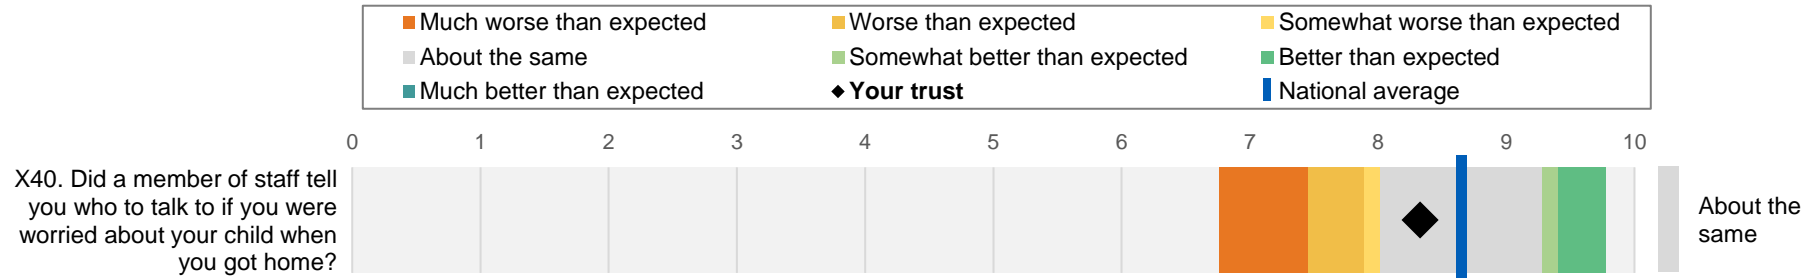 Much worse than expected
Worse than expected
Somewhat worse than expected
About the same
Somewhat better than expected
Better than expected
Much better than expected
Your trust
National average
0 1 2 3 4 5 6 7 8 9 10
X40. Did a member of staff tell
you who to talk to if you were
worried about your child when
you got home?
About the
same